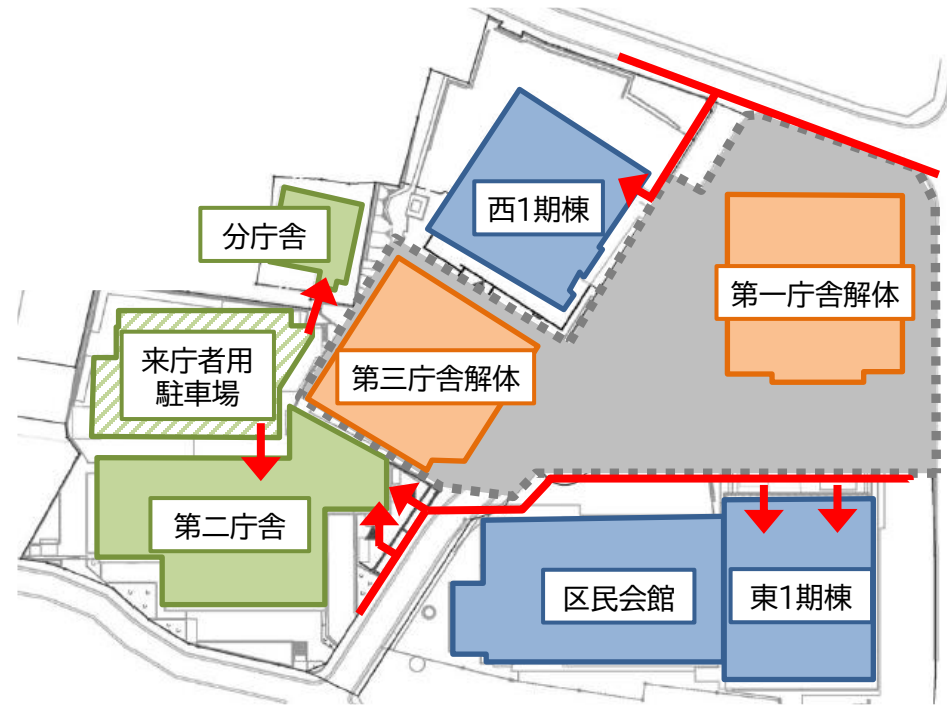 西1期棟
分庁舎
第一庁舎解体
来庁者用
駐車場
第三庁舎解体
第二庁舎
区民会館
東1期棟